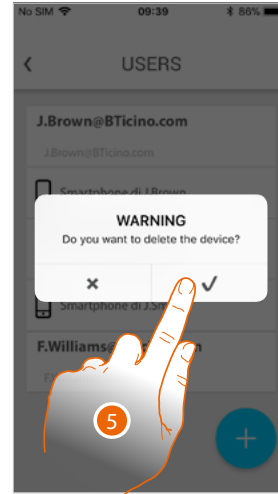 No SIM 09:39 86%
USERS
J.Brown@BTicino.com
J.Brown@BTicino.com
Smartphone di J.Brown
WARNING
Do you want to delete the device?
Smartphone di J.Sm
F.Williams@
5